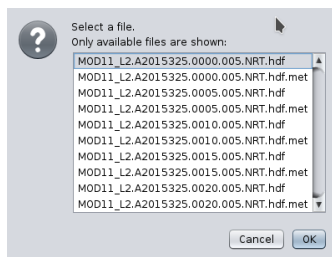 Select a file.
Only available files are shown:
MOD11_L2.A2015325.0000.005.NRT.hdf
MOD11_L2.A2015325.0000.005.NRT.hdf.met
MOD11_L2.A2015325.0005.005.NRT.hdf
MOD11_L2.A2015325.0005.005.NRT.hdf.met
MOD11_L2.A2015325.0010.005.NRT.hdf
MOD11_L2.A2015325.0010.005.NRT.hdf.met
MOD11_L2.A2015325.0015.005.NRT.hdf
MOD11_L2.A2015325.0015.005.NRT.hdf.met
MOD11_L2.A2015325.0020.005.NRT.hdf
MOD11_L2.A2015325.0020.005.NRT.hdf.met
Cancel OK